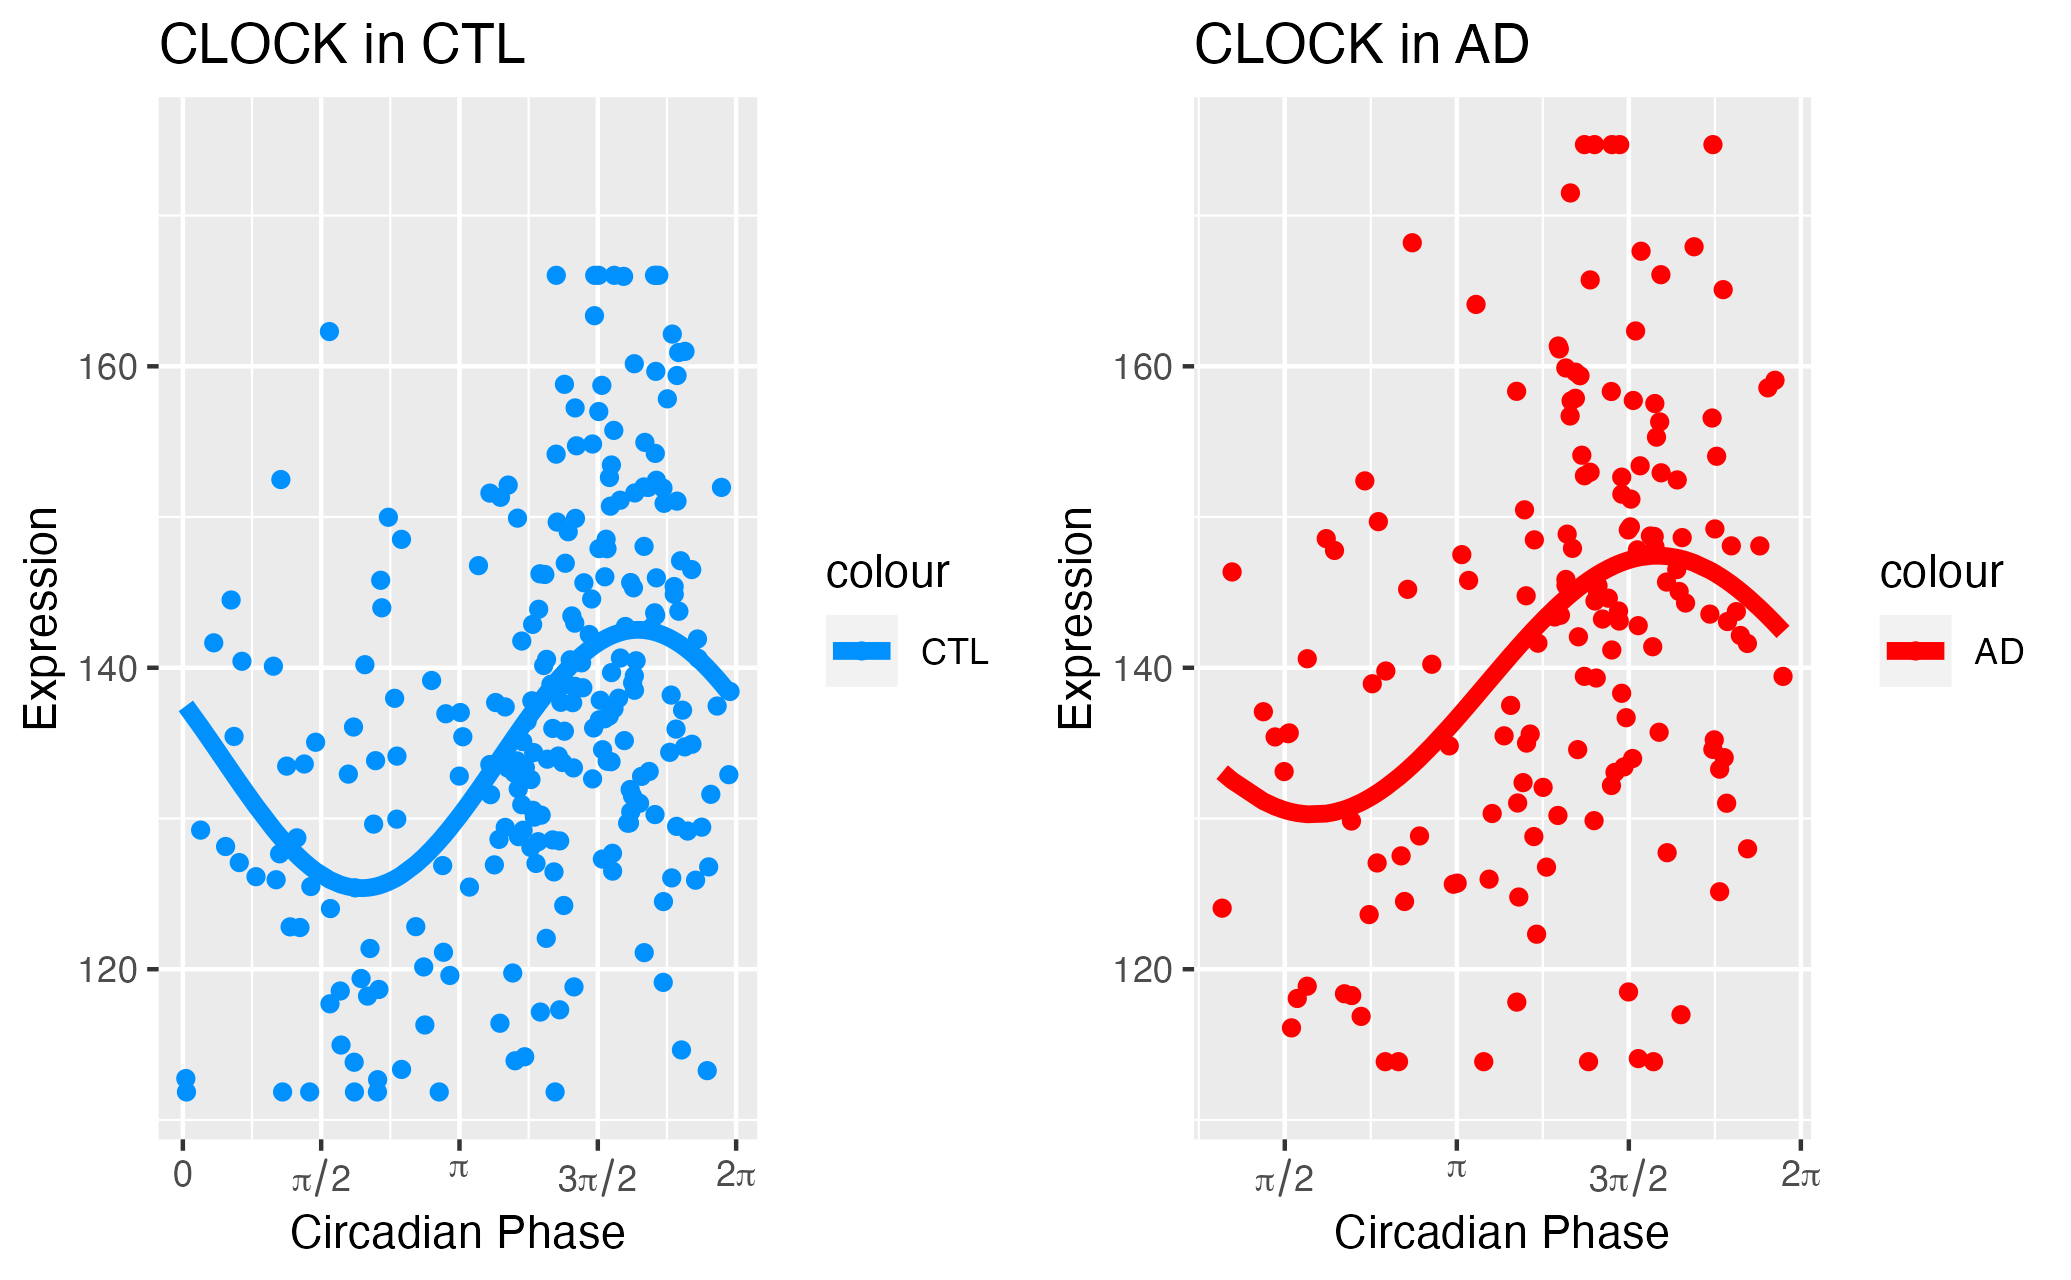 CLOCK in CTL
160
140
120
Expression
0
π/2
π
3π/2
2π
Circadian Phase
colour
CTL
CLOCK in AD
160
140
120
Expression
π/2
π
3π/2
2π
Circadian Phase
colour
AD